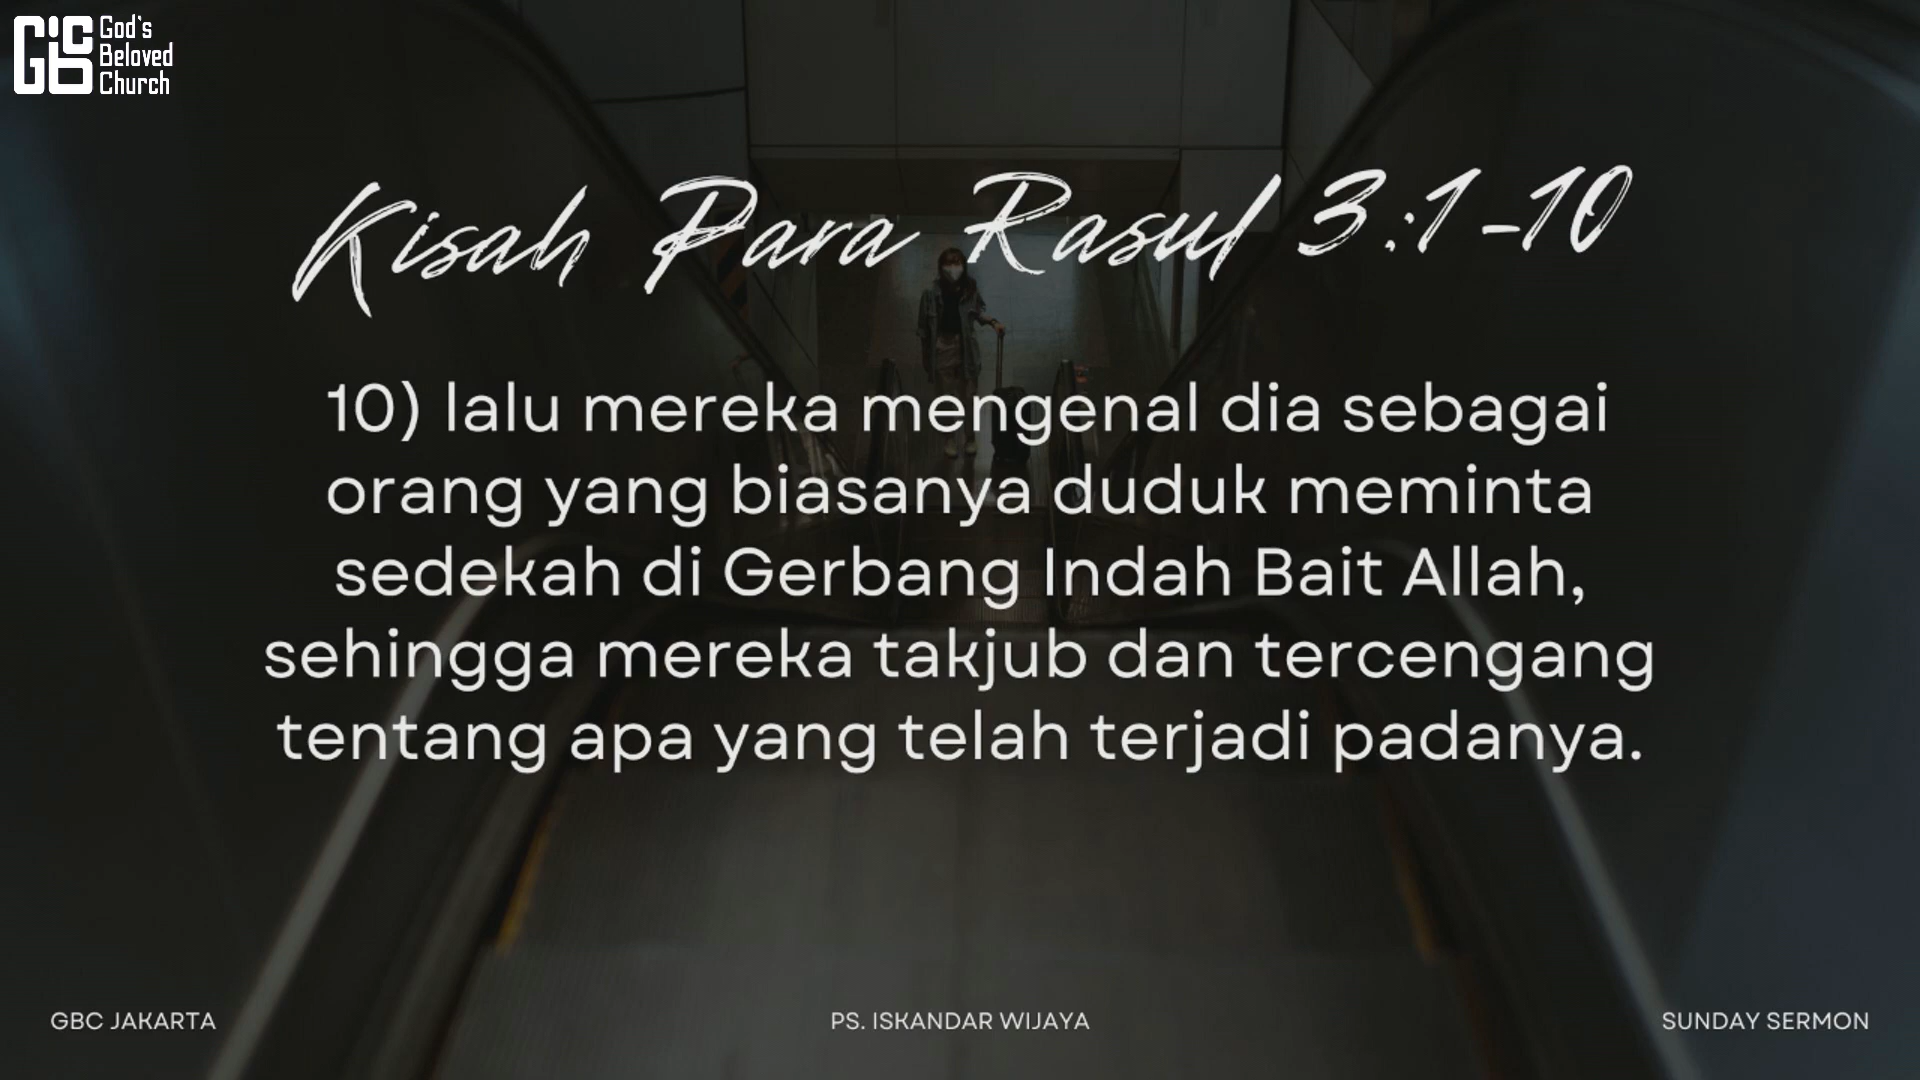 God's
Beloved
Church
Kisah Para Rasul 3:1-10
10) lalu mereka mengenal dia sebagai
orang yang biasanya duduk meminta
sedekah di Gerbang Indah Bait Allah,
sehingga mereka takjub dan tercengang
tentang apa yang telah terjadi padanya.
GBC JAKARTA
PS. ISKANDAR WIJAYA
SUNDAY SERMON